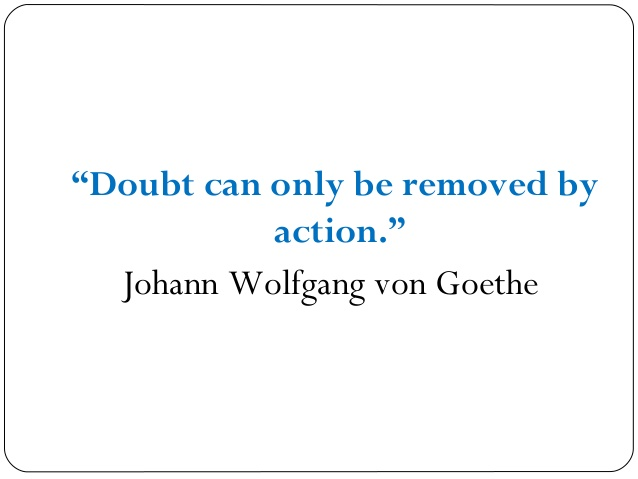 “Doubt can only be removed by
action.”
Johann Wolfgang von Goethe